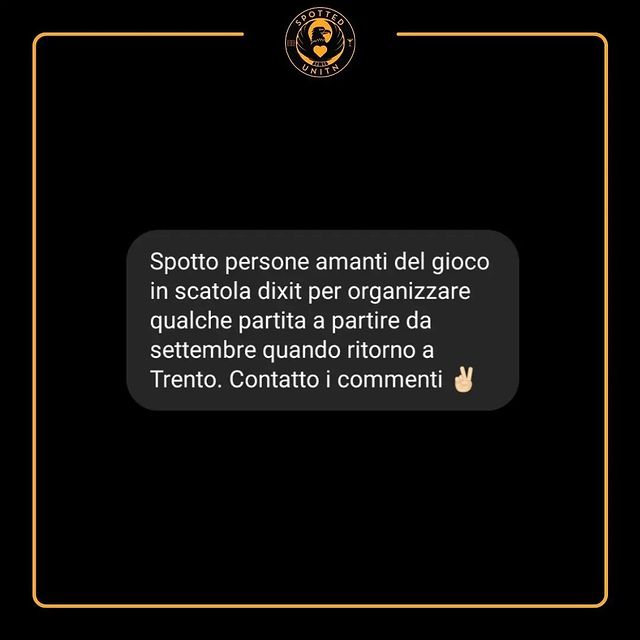 SPOTTED
UNITN
Spotto persone amanti del gioco
in scatola dixit per organizzare
qualche partita a partire da
settembre quando ritorno a
Trento. Contatto i commenti ✌🏻